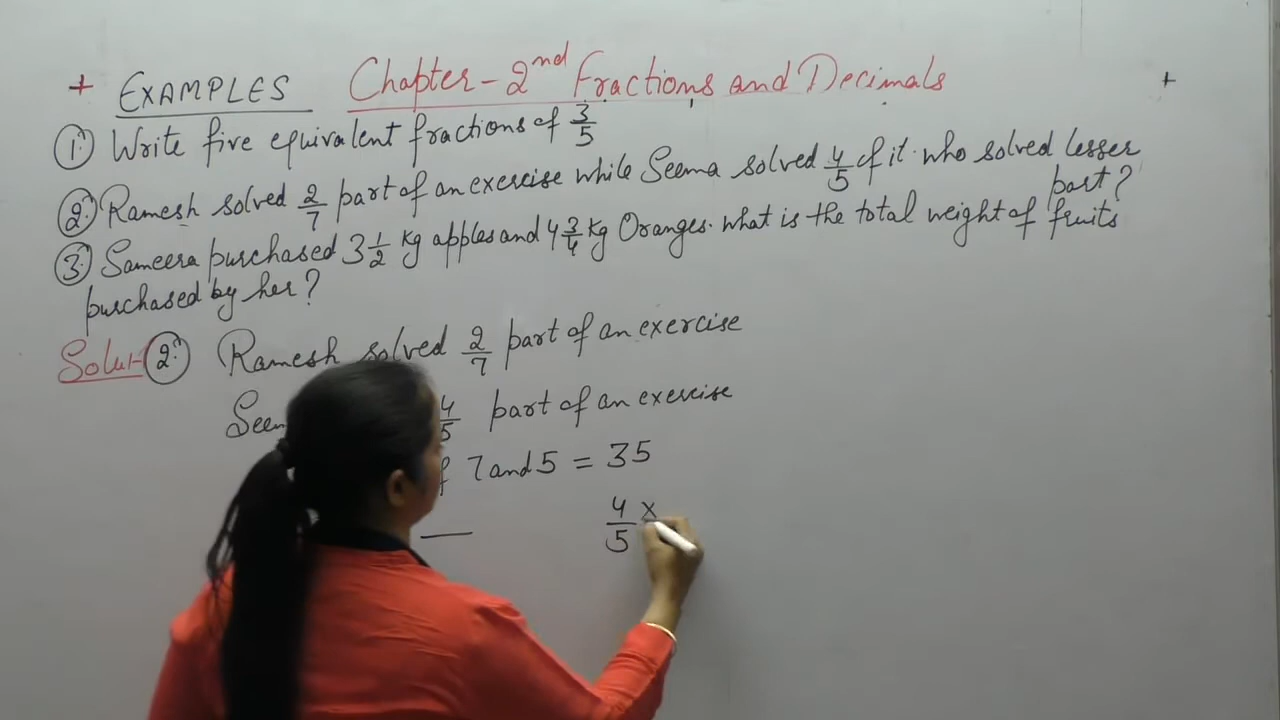 EXAMPLES Chapter - 2nd Fractions and Decimals
① Write five equivalent fractions of 3/5
② Ramesh solved 2/7 part of an exercise while Seema solved 4/5 of it. who solved lesser part?
③ Sameera purchased 3 1/2 kg apples and 4 3/4 kg Oranges. what is the total weight of fruits
purchased by her?
Solu:- ② Ramesh solved 2/7 part of an exercise
4/5 part of an exercise
7 and 5 = 35
4/5 ×